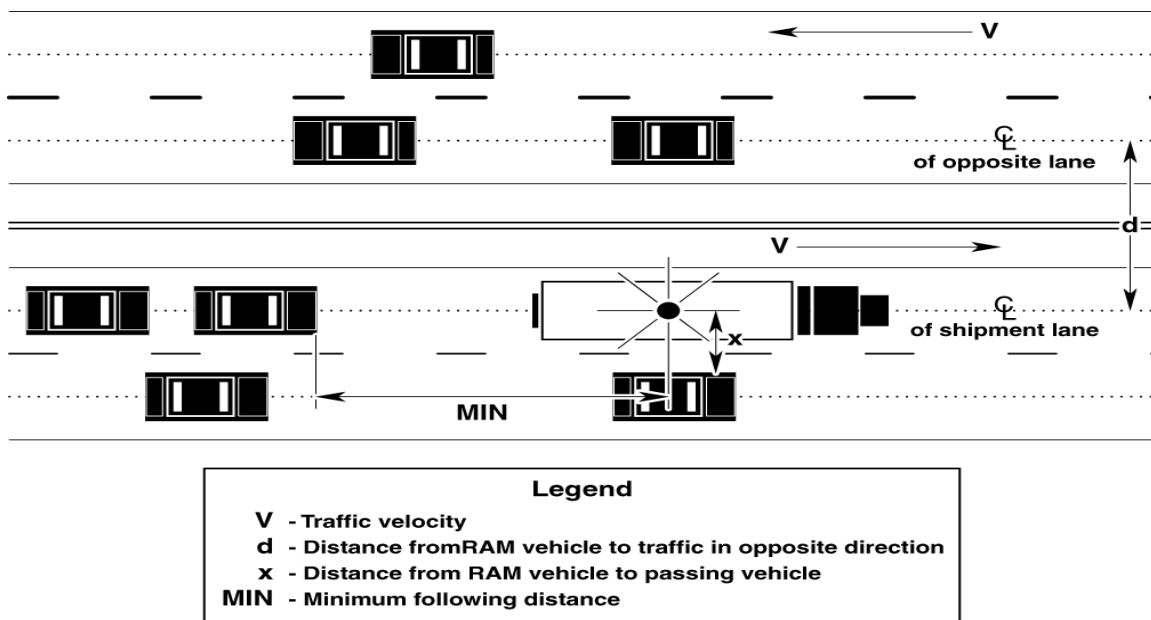 V
℄
of opposite lane
d
V
℄
of shipment lane
x
MIN
Legend
V - Traffic velocity
d - Distance fromRAM vehicle to traffic in opposite direction
x - Distance from RAM vehicle to passing vehicle
MIN - Minimum following distance